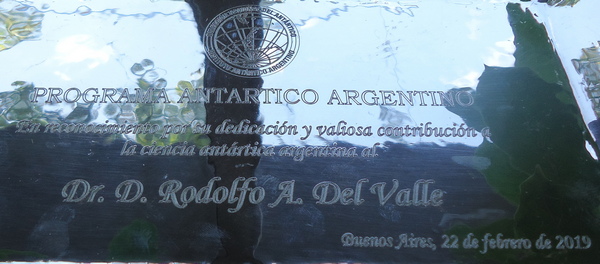 PROGRAMA ANTARTICO ARGENTINO
En reconocimiento por su dedicación y valiosa contribución a
la ciencia antártica argentina al
Dr. D. Rodolfo A. Del Valle
Buenos Aires, 22 de febrero de 2019